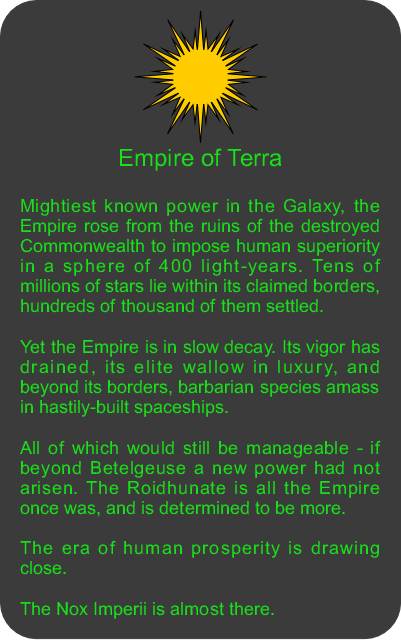 Empire of Terra
Mightiest known power in the Galaxy, the
Empire rose from the ruins of the destroyed
Commonwealth to impose human superiority
in a sphere of 400 light-years. Tens of
millions of stars lie within its claimed borders,
hundreds of thousand of them settled.
Yet the Empire is in slow decay. Its vigor has
drained, its elite wallow in luxury, and
beyond its borders, barbarian species amass
in hastily-built spaceships.
All of which would still be manageable - if
beyond Betelgeuse a new power had not
arisen. The Roidhunate is all the Empire
once was, and is determined to be more.
The era of human prosperity is drawing
close.
The Nox Imperii is almost there.